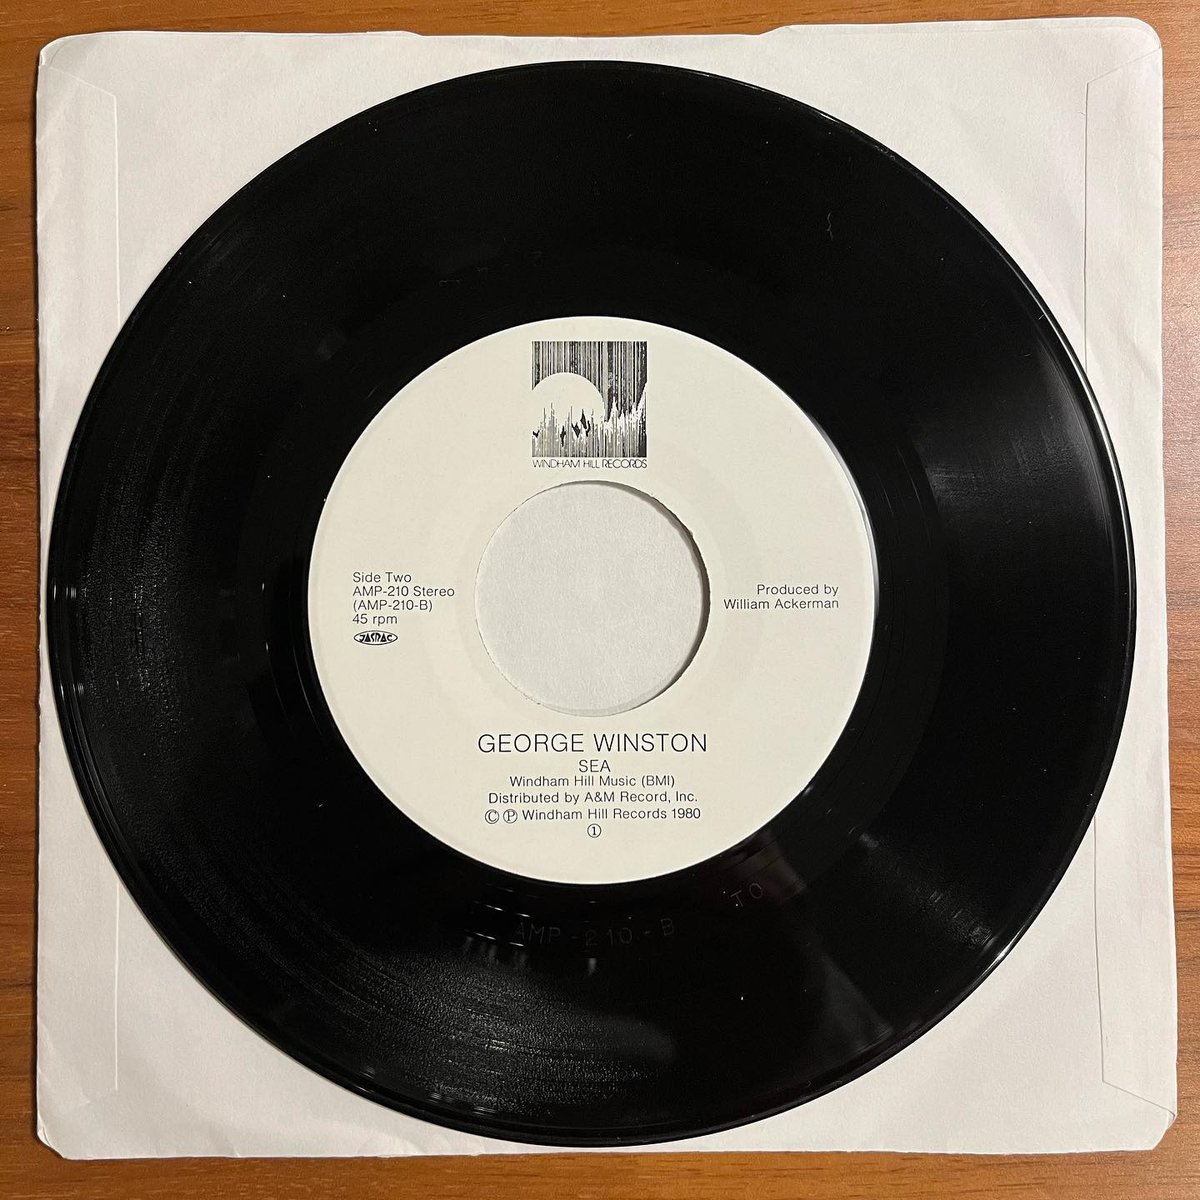 WINDHAM HILL RECORDS
Side Two
AMP-210 Stereo
(AMP-210-B)
45 rpm
JASRAC
Produced by
William Ackerman
GEORGE WINSTON
SEA
Windham Hill Music (BMI)
Distributed by A&M Record, Inc.
© ℗ Windham Hill Records 1980
①
AMP-210-B TO